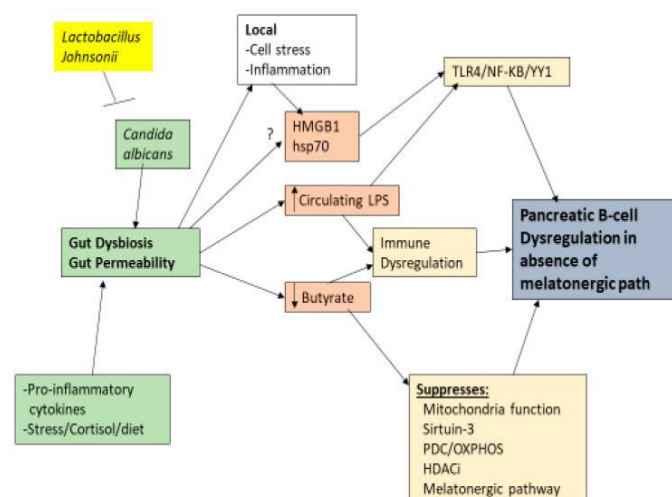 Lactobacillus
Johnsonii
Local
-Cell stress
-Inflammation
TLR4/NF-KB/YY1
Candida
albicans
?
HMGB1
hsp70
↑ Circulating LPS
Gut Dysbiosis
Gut Permeability
Immune
Dysregulation
Pancreatic B-cell
Dysregulation in
absence of
melatonergic path
↓ Butyrate
-Pro-inflammatory
cytokines
-Stress/Cortisol/diet
Suppresses:
Mitochondria function
Sirtuin-3
PDC/OXPHOS
HDACi
Melatonergic pathway